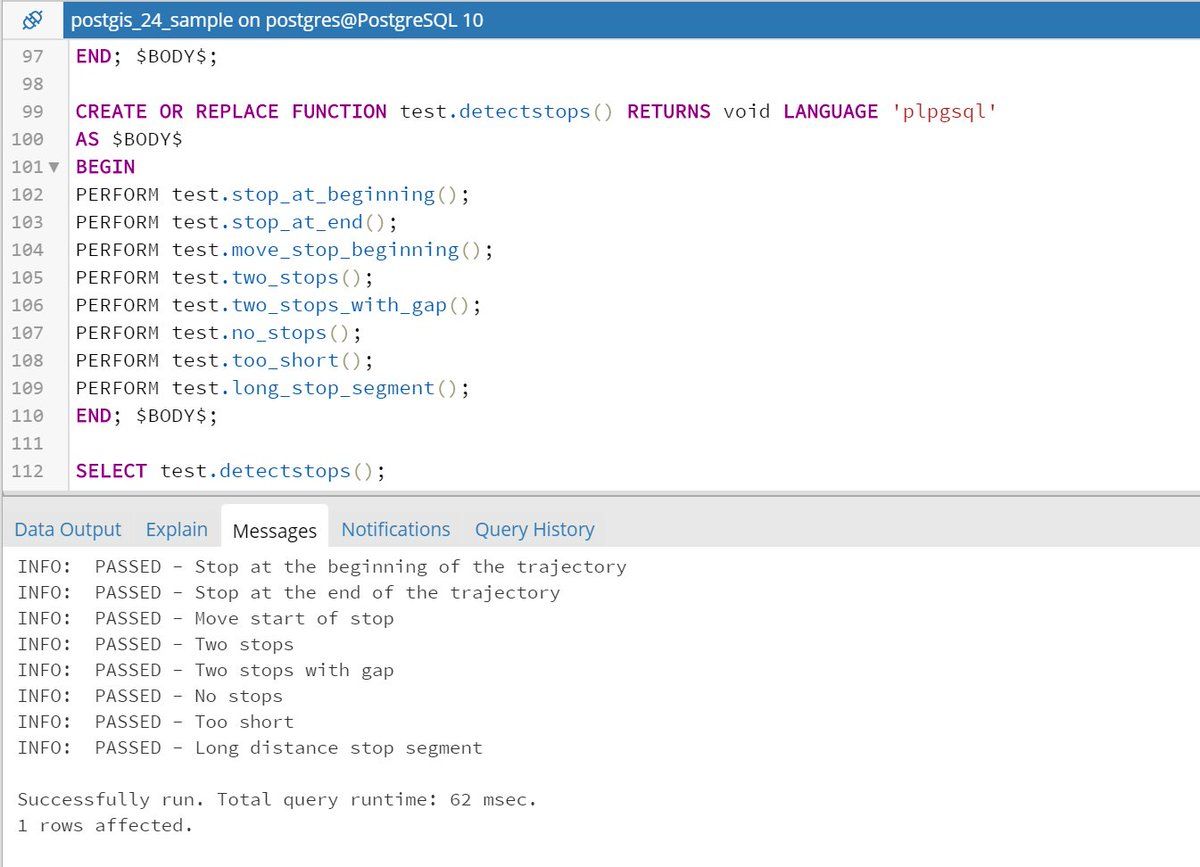 postgis_24_sample on postgres@PostgreSQL 10
97 END; $BODY$;
98
99 CREATE OR REPLACE FUNCTION test.detectstops() RETURNS void LANGUAGE 'plpgsql'
100 AS $BODY$
101 BEGIN
102 PERFORM test.stop_at_beginning();
103 PERFORM test.stop_at_end();
104 PERFORM test.move_stop_beginning();
105 PERFORM test.two_stops();
106 PERFORM test.two_stops_with_gap();
107 PERFORM test.no_stops();
108 PERFORM test.too_short();
109 PERFORM test.long_stop_segment();
110 END; $BODY$;
111
112 SELECT test.detectstops();
Data Output Explain Messages Notifications Query History
INFO:  PASSED - Stop at the beginning of the trajectory
INFO:  PASSED - Stop at the end of the trajectory
INFO:  PASSED - Move start of stop
INFO:  PASSED - Two stops
INFO:  PASSED - Two stops with gap
INFO:  PASSED - No stops
INFO:  PASSED - Too short
INFO:  PASSED - Long distance stop segment
Successfully run. Total query runtime: 62 msec.
1 rows affected.